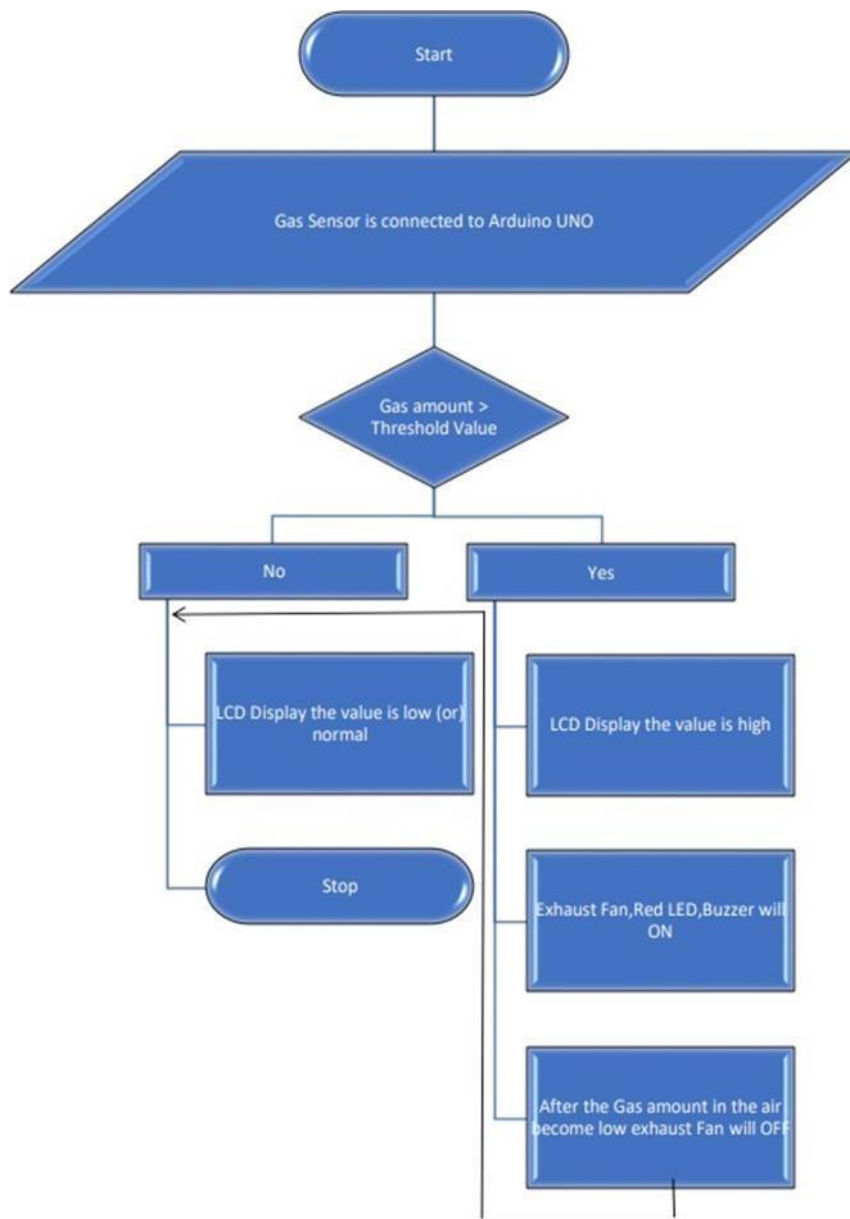 Start
Gas Sensor is connected to Arduino UNO
Gas amount >
Threshold Value
No
Yes
LCD Display the value is low (or)
normal
LCD Display the value is high
Stop
Exhaust Fan,Red LED,Buzzer will
ON
After the Gas amount in the air
become low exhaust Fan will OFF